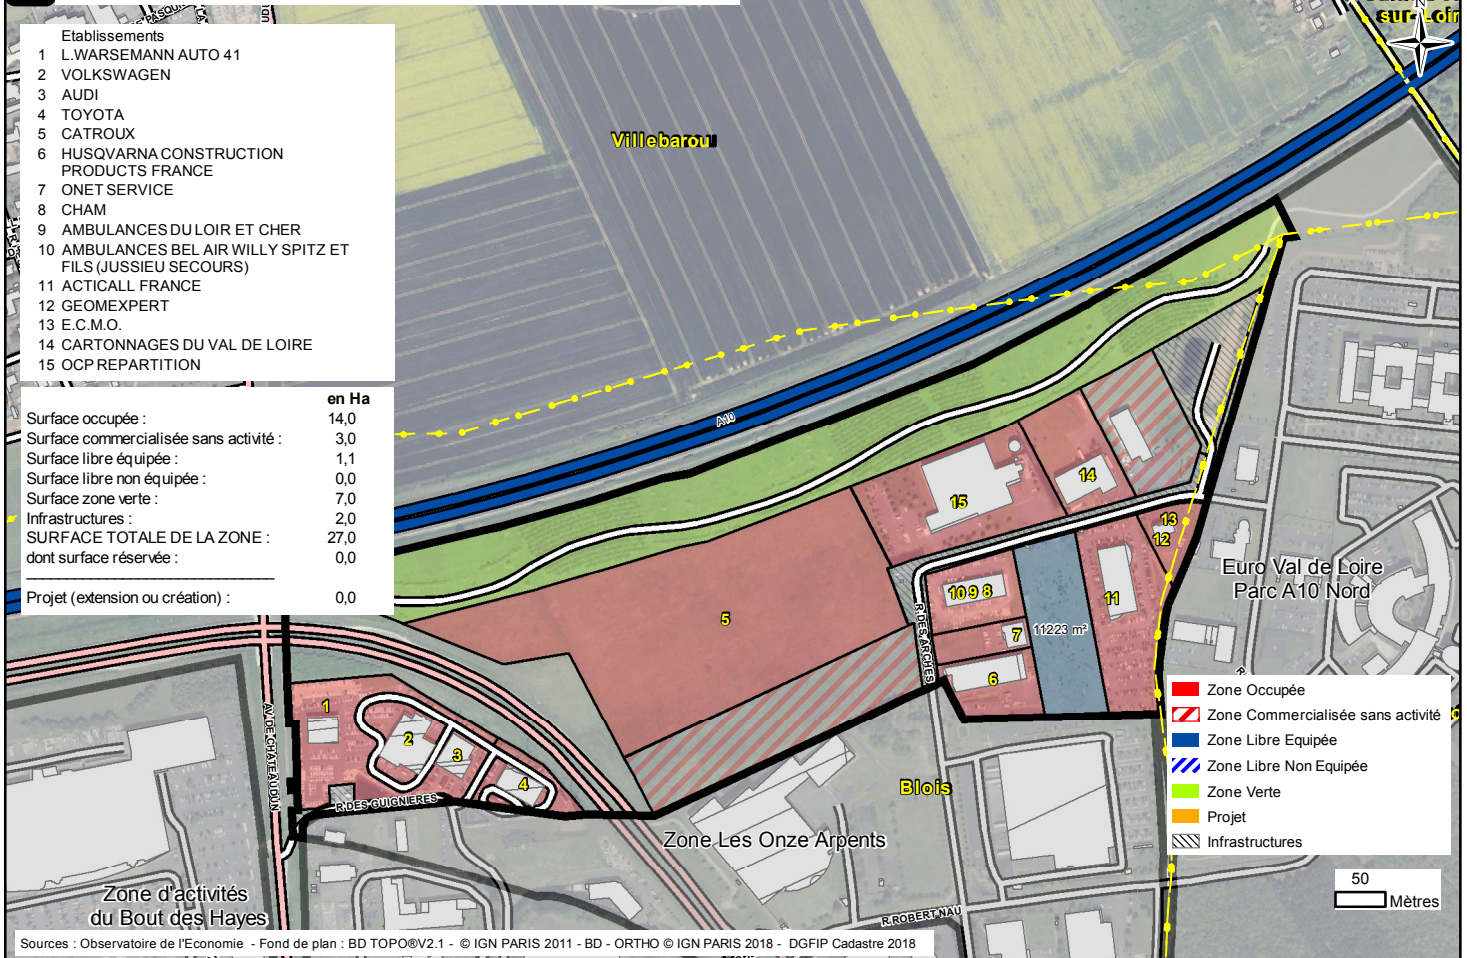 Etablissements
1 L.WARSEMANN AUTO 41
2 VOLKSWAGEN
3 AUDI
4 TOYOTA
5 CATROUX
6 HUSQVARNA CONSTRUCTION
PRODUCTS FRANCE
7 ONET SERVICE
8 CHAM
9 AMBULANCES DU LOIR ET CHER
10 AMBULANCES BEL AIR WILLY SPITZ ET
FILS (JUSSIEU SECOURS)
11 ACTICALL FRANCE
12 GEOMEXPERT
13 E.C.M.O.
14 CARTONNAGES DU VAL DE LOIRE
15 OCP REPARTITION
en Ha
Surface occupée : 14,0
Surface commercialisée sans activité : 3,0
Surface libre équipée : 1,1
Surface libre non équipée : 0,0
Surface zone verte : 7,0
Infrastructures : 2,0
SURFACE TOTALE DE LA ZONE : 27,0
dont surface réservée : 0,0
Projet (extension ou création) : 0,0
sur-Loir
N
Villebarou
A10
15
14
13
12
10 9 8
11
7
11223 m²
6
5
R.DES ARCHES
Euro Val de Loire
Parc A10 Nord
1
2
3
4
AV.DE CHATEAUDUN
R.DES GUIGNIERES
Blois
Zone Les Onze Arpents
Zone d'activités
du Bout des Hayes
R.ROBERT NAU
Zone Occupée
Zone Commercialisée sans activité
Zone Libre Equipée
Zone Libre Non Equipée
Zone Verte
Projet
Infrastructures
50
Mètres
Sources : Observatoire de l'Economie - Fond de plan : BD TOPO®V2.1 - © IGN PARIS 2011 - BD - ORTHO © IGN PARIS 2018 - DGFIP Cadastre 2018